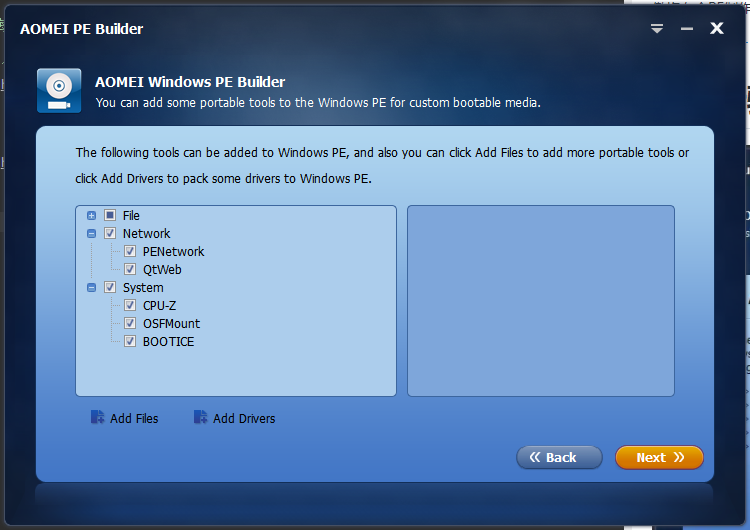 AOMEI PE Builder
AOMEI Windows PE Builder
You can add some portable tools to the Windows PE for custom bootable media.
The following tools can be added to Windows PE, and also you can click Add Files to add more portable tools or
click Add Drivers to pack some drivers to Windows PE.
File
Network
PENetwork
QtWeb
System
CPU-Z
OSFMount
BOOTICE
Add Files
Add Drivers
Back
Next